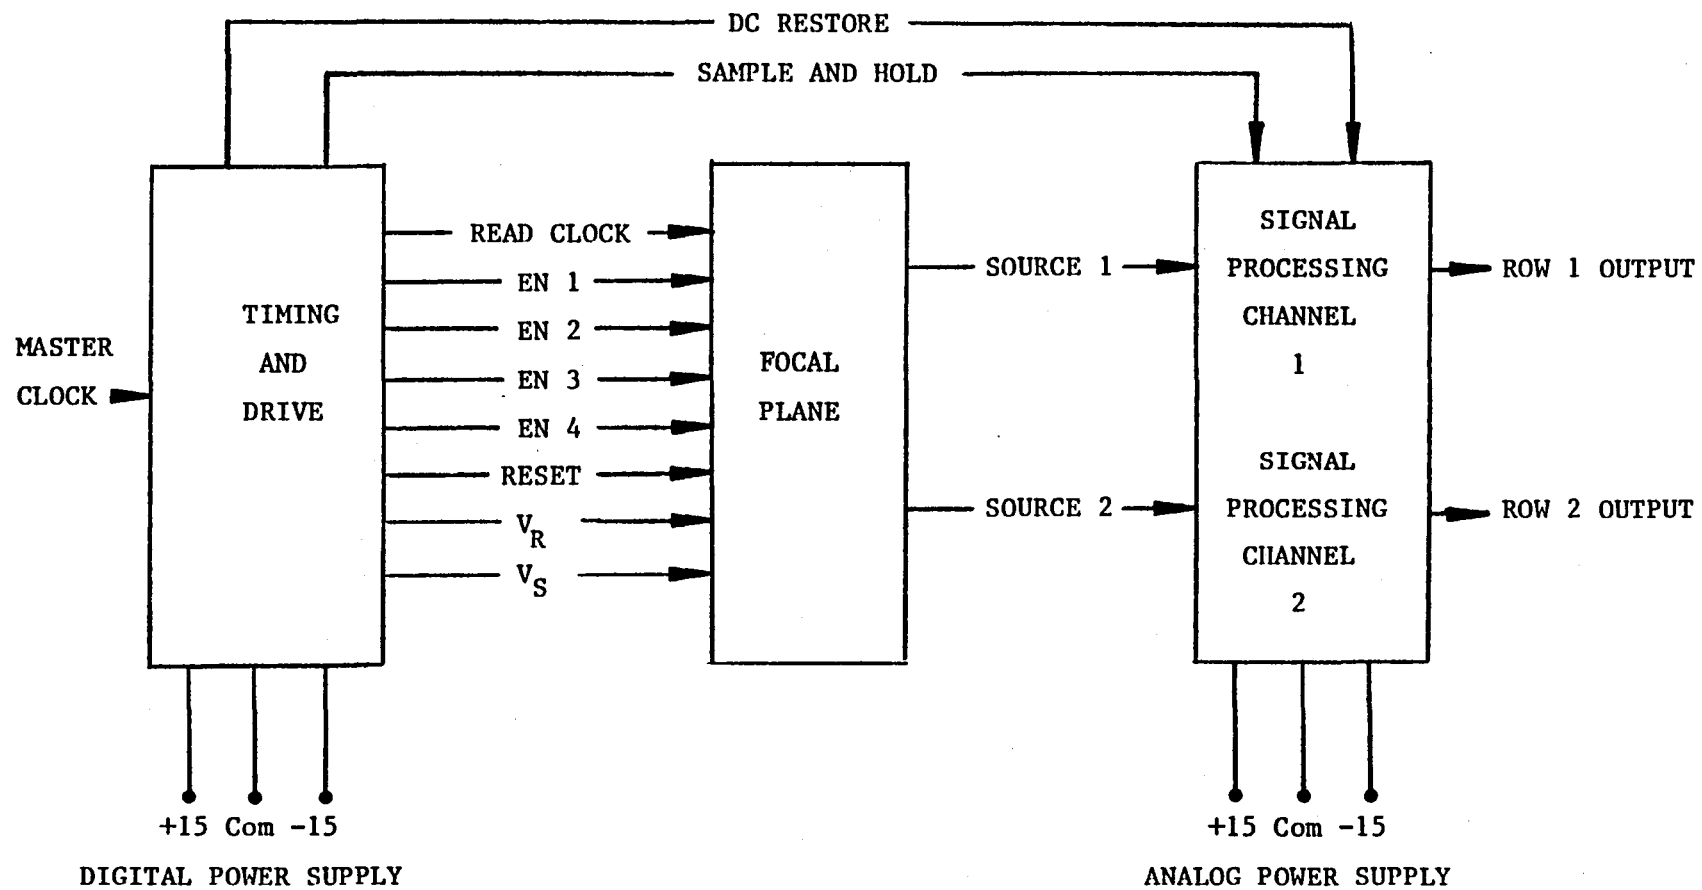 DC RESTORE
SAMPLE AND HOLD
MASTER
CLOCK
TIMING
AND
DRIVE
READ CLOCK
EN 1
EN 2
EN 3
EN 4
RESET
VR
VS
FOCAL
PLANE
SOURCE 1
SOURCE 2
SIGNAL
PROCESSING
CHANNEL
1
SIGNAL
PROCESSING
CHANNEL
2
ROW 1 OUTPUT
ROW 2 OUTPUT
+15 Com -15
DIGITAL POWER SUPPLY
+15 Com -15
ANALOG POWER SUPPLY